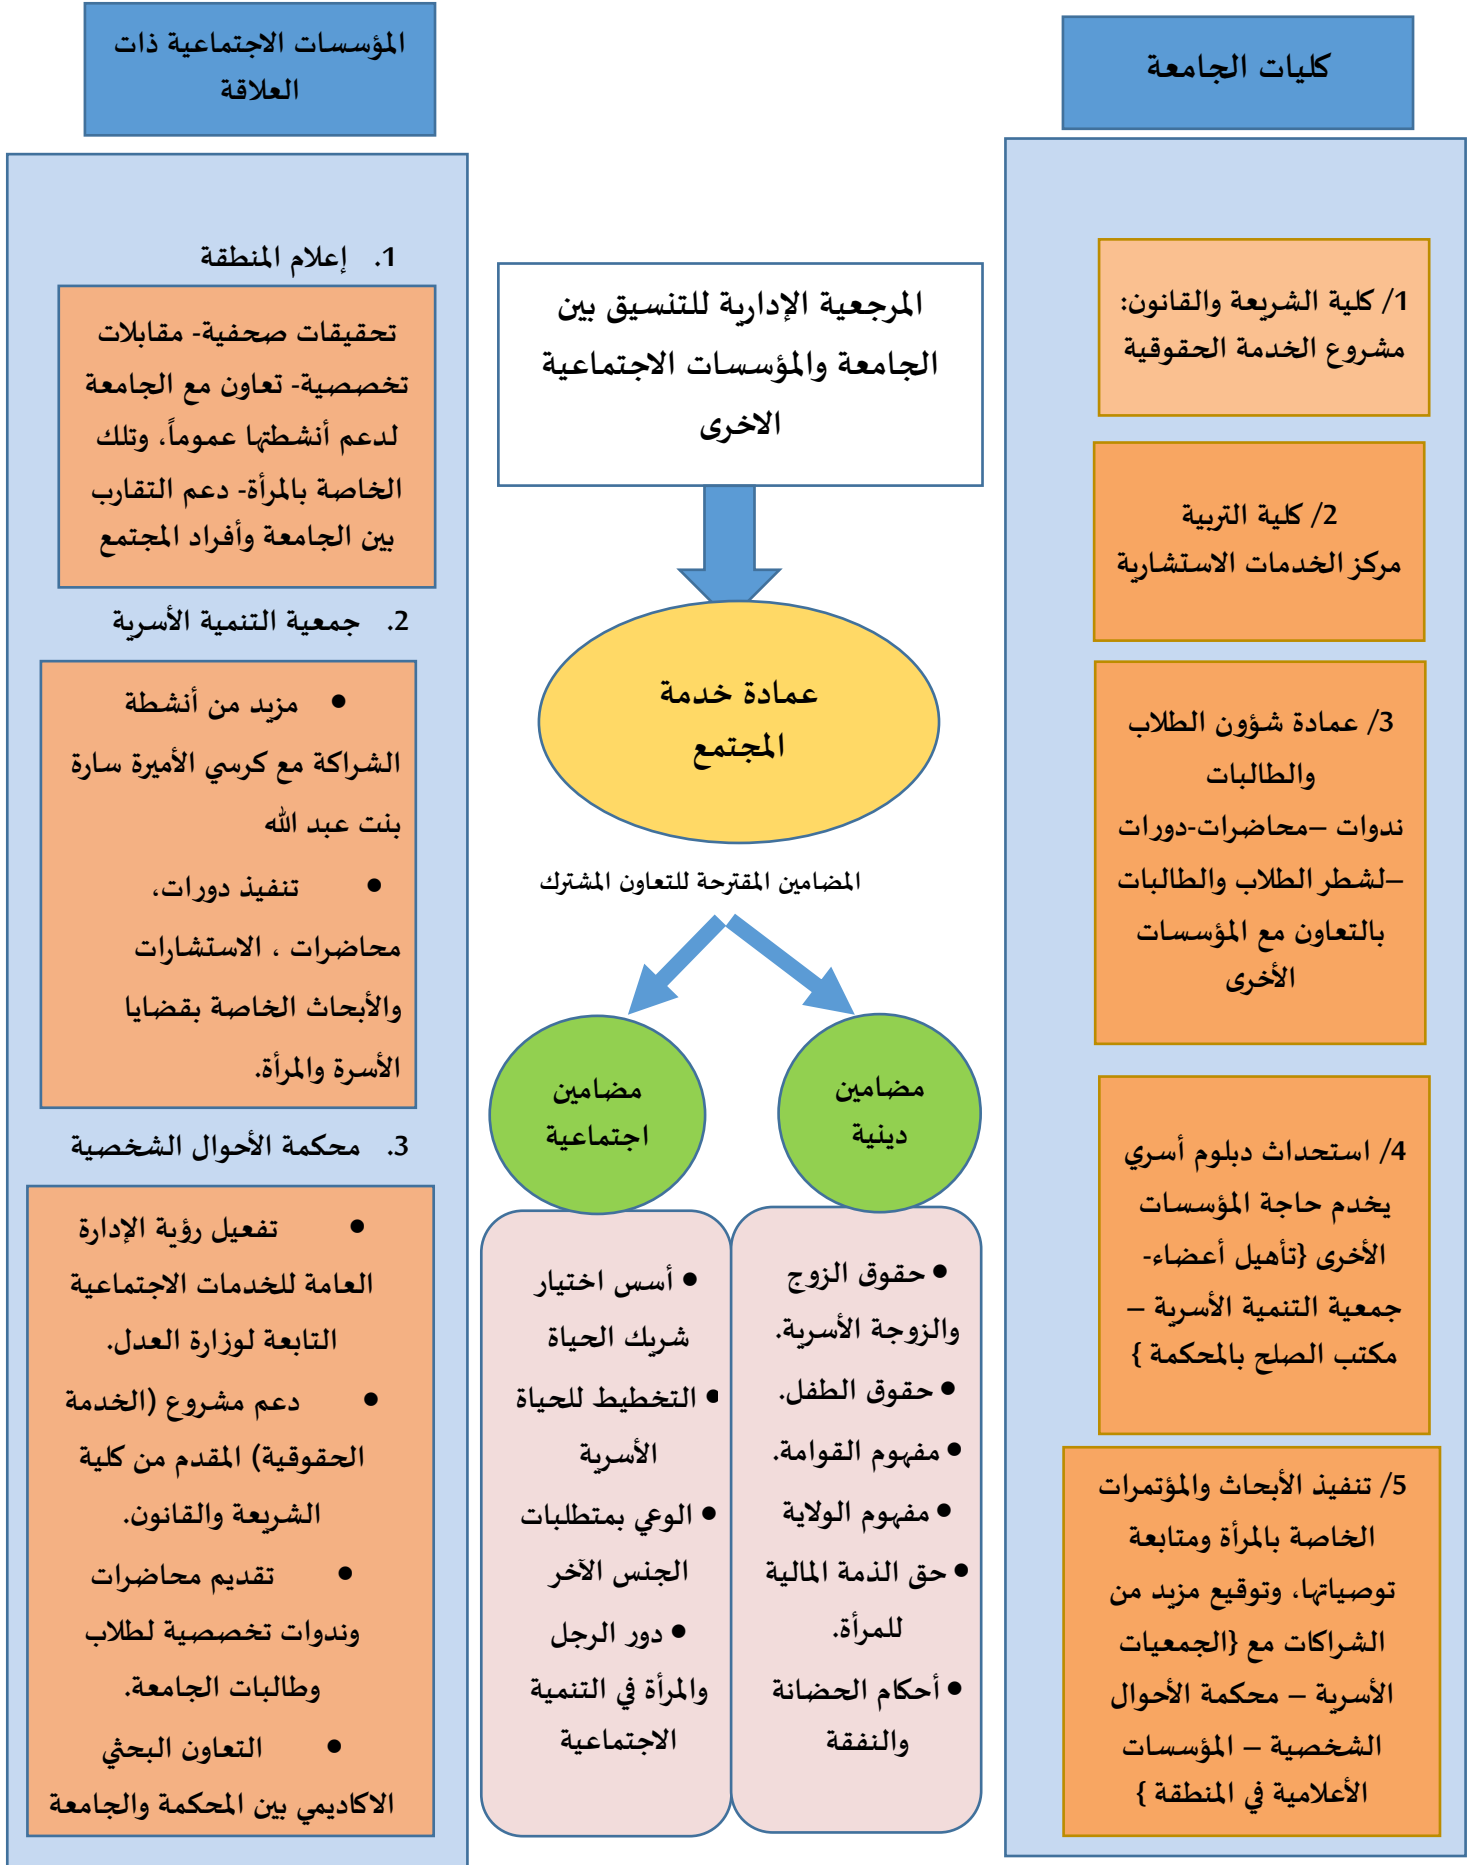 كليات الجامعة
1/ كلية الشريعة والقانون:
مشروع الخدمة الحقوقية
2/ كلية التربية
مركز الخدمات الاستشارية
3/ عمادة شؤون الطلاب
والطالبات
ندوات –محاضرات-دورات
–لشطر الطلاب والطالبات
بالتعاون مع المؤسسات
الأخرى
4/ استحداث دبلوم أسري
يخدم حاجة المؤسسات
الأخرى {تأهيل أعضاء-
جمعية التنمية الأسرية –
مكتب الصلح بالمحكمة }
5/ تنفيذ الأبحاث والمؤتمرات
الخاصة بالمرأة ومتابعة
توصياتها، وتوقيع مزيد من
الشراكات مع {الجمعيات
الأسرية – محكمة الأحوال
الشخصية – المؤسسات
الأعلامية في المنطقة }
المرجعية الإدارية للتنسيق بين
الجامعة والمؤسسات الاجتماعية
الاخرى
عمادة خدمة
المجتمع
المضامين المقترحة للتعاون المشترك
مضامين
دينية
• حقوق الزوج
والزوجة الأسرية.
• حقوق الطفل.
• مفهوم القوامة.
• مفهوم الولاية
• حق الذمة المالية
للمرأة.
• أحكام الحضانة
والنفقة
مضامين
اجتماعية
• أسس اختيار
شريك الحياة
• التخطيط للحياة
الأسرية
• الوعي بمتطلبات
الجنس الآخر
• دور الرجل
والمرأة في التنمية
الاجتماعية
المؤسسات الاجتماعية ذات
العلاقة
1. إعلام المنطقة
تحقيقات صحفية- مقابلات
تخصصية- تعاون مع الجامعة
لدعم أنشطتها عموماً، وتلك
الخاصة بالمرأة- دعم التقارب
بين الجامعة وأفراد المجتمع
2. جمعية التنمية الأسرية
• مزيد من أنشطة
الشراكة مع كرسي الأميرة سارة
بنت عبد الله
• تنفيذ دورات،
محاضرات ، الاستشارات
والأبحاث الخاصة بقضايا
الأسرة والمرأة.
3. محكمة الأحوال الشخصية
• تفعيل رؤية الإدارة
العامة للخدمات الاجتماعية
التابعة لوزارة العدل.
• دعم مشروع (الخدمة
الحقوقية) المقدم من كلية
الشريعة والقانون.
• تقديم محاضرات
وندوات تخصصية لطلاب
وطالبات الجامعة.
• التعاون البحثي
الاكاديمي بين المحكمة والجامعة